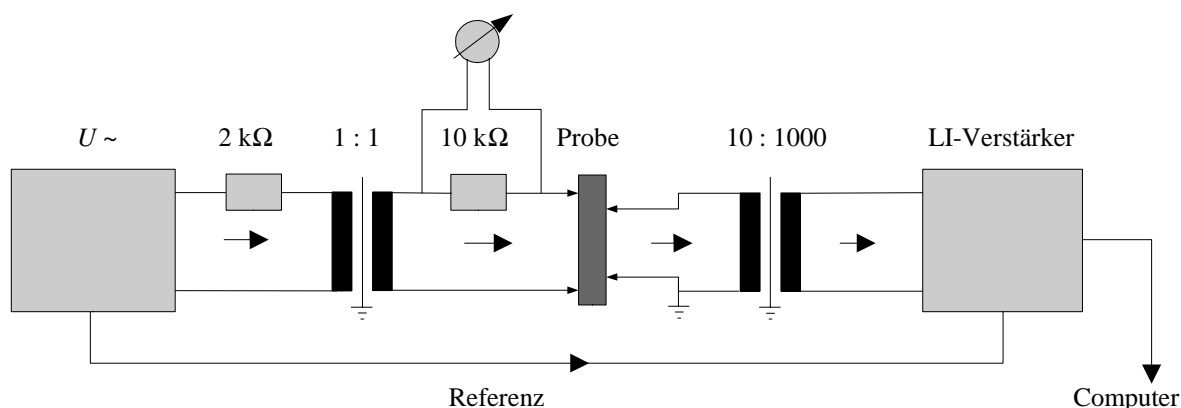 U ~ 2 kΩ 1 : 1 10 kΩ Probe 10 : 1000 LI-Verstärker
Referenz Computer